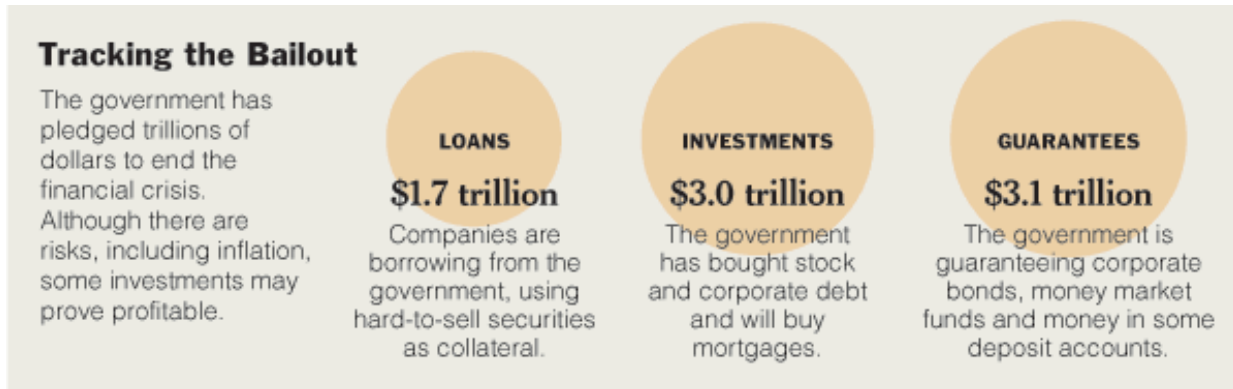 Tracking the Bailout
The government has
pledged trillions of
dollars to end the
financial crisis.
Although there are
risks, including inflation,
some investments may
prove profitable.
LOANS
$1.7 trillion
Companies are
borrowing from the
government, using
hard-to-sell securities
as collateral.
INVESTMENTS
$3.0 trillion
The government
has bought stock
and corporate debt
and will buy
mortgages.
GUARANTEES
$3.1 trillion
The government is
guaranteeing corporate
bonds, money market
funds and money in some
deposit accounts.